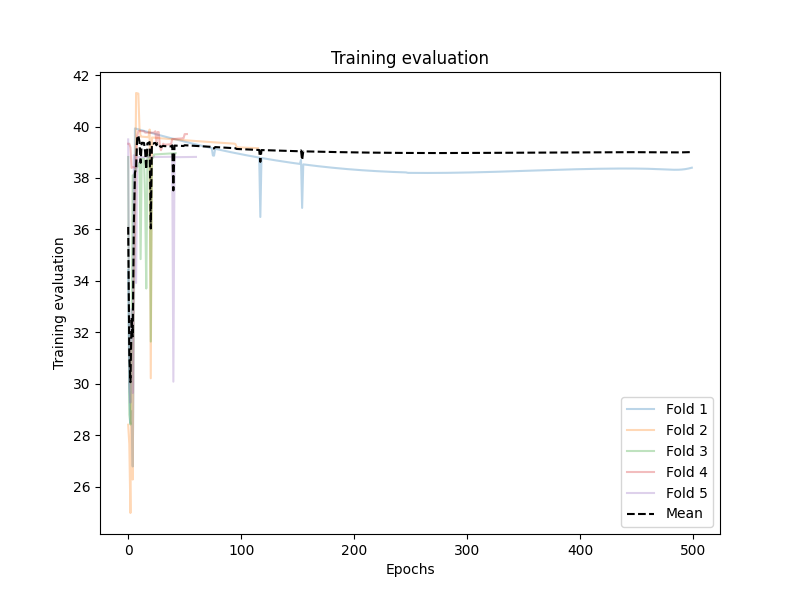 Training evaluation
42
40
38
36
34
32
30
28
26
Training evaluation
0
100
200
300
400
500
Epochs
Fold 1
Fold 2
Fold 3
Fold 4
Fold 5
Mean